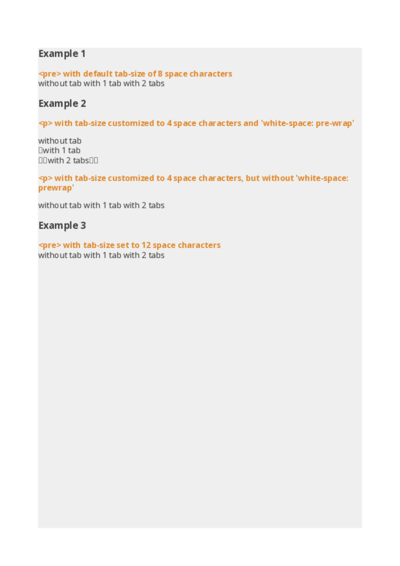 Example 1
<pre> with default tab-size of 8 space characters
without tab with 1 tab with 2 tabs
Example 2
<p> with tab-size customized to 4 space characters and 'white-space: pre-wrap'
without tab
▯with 1 tab
▯▯with 2 tabs▯▯
<p> with tab-size customized to 4 space characters, but without 'white-space:
prewrap'
without tab with 1 tab with 2 tabs
Example 3
<pre> with tab-size set to 12 space characters
without tab with 1 tab with 2 tabs